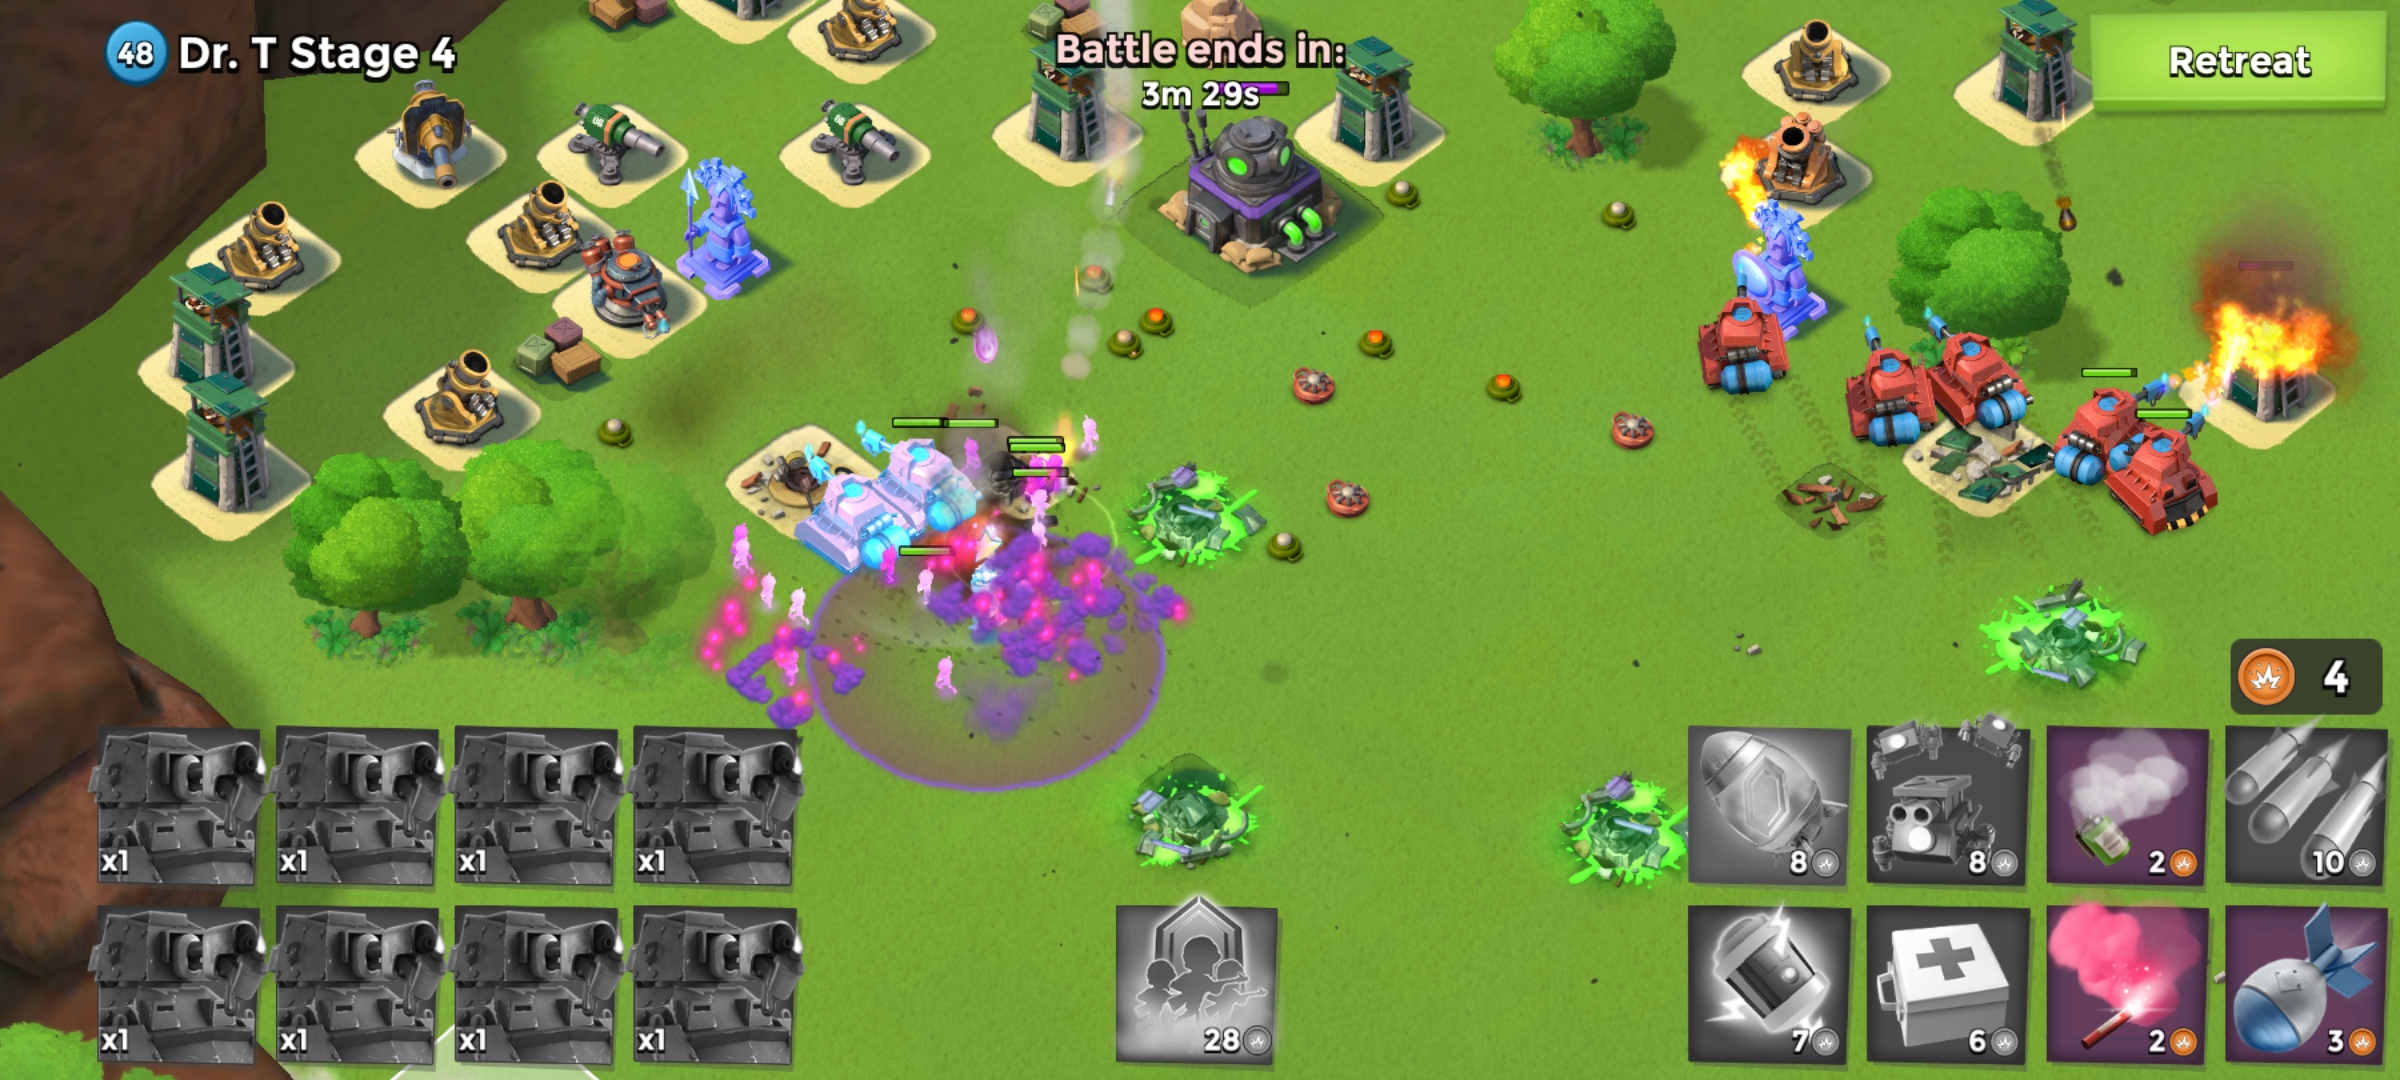 48 Dr. T Stage 4
Battle ends in:
3m 29s
Retreat
4
x1 x1 x1 x1
8 8 2 10
x1 x1 x1 x1
28
7 6 2 3